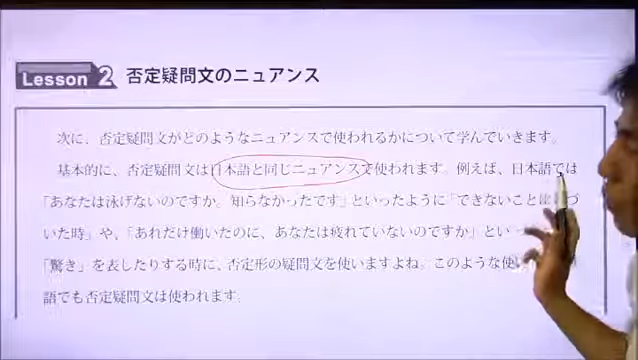 Lesson 2 否定疑問文のニュアンス
次に、否定疑問文がどのようなニュアンスで使われるかについて学んでいきます。
基本的に、否定疑問文は日本語と同じニュアンスで使われます。例えば、日本語では
「あなたは泳げないのですか。知らなかったです」といったように「できないこと
いた時」や、「あれだけ働いたのに、あなたは疲れていないのですか」とい
「驚き」を表したりする時に、否定形の疑問文を使いますよね。このような使
語でも否定疑問文は使われます。